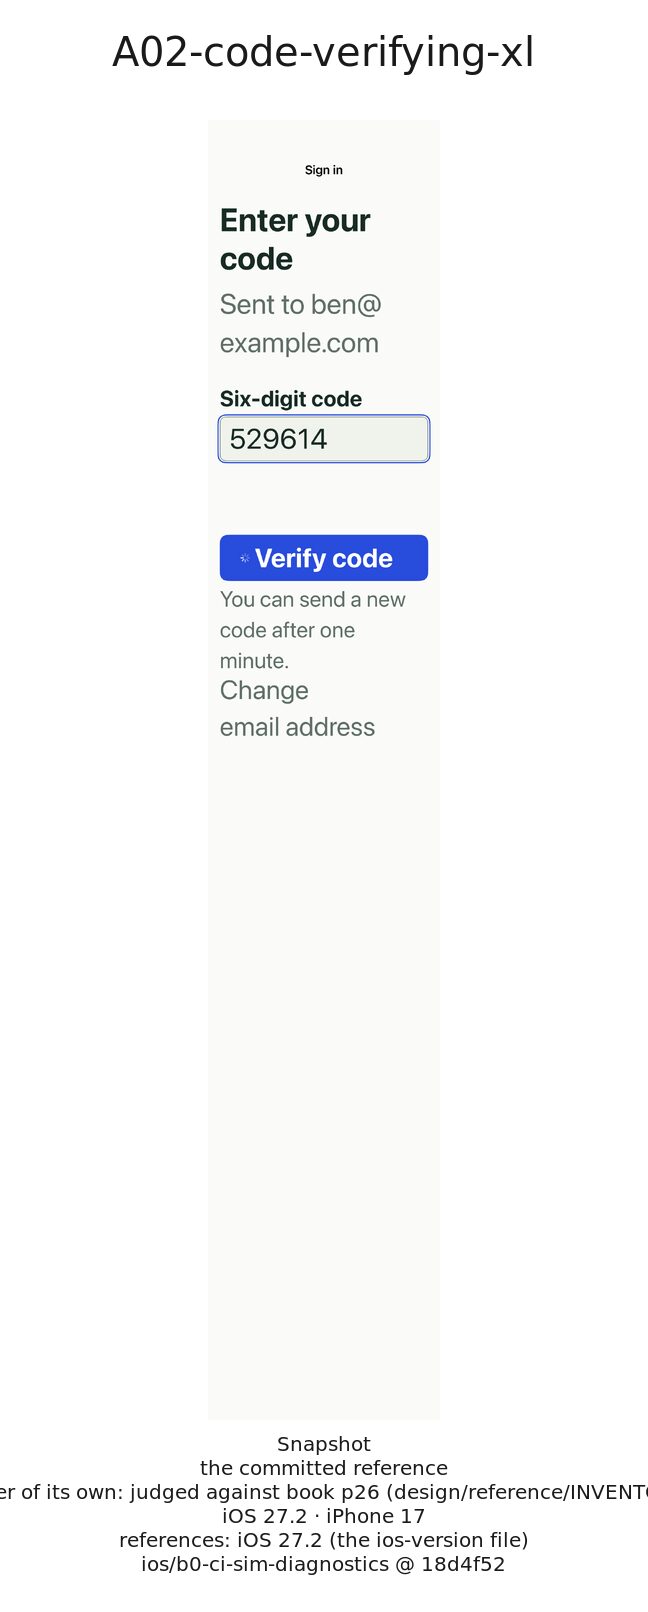 A02-code-verifying-xl
Sign in
Enter your
code
Sent to ben@
example.com
Six-digit code
529614
Verify code
You can send a new
code after one
minute.
Change
email address
Snapshot
the committed reference
of its own: judged against book p26
iOS 27.2 · iPhone 17
references: iOS 27.2 (the ios-version file)
ios/b0-ci-sim-diagnostics @ 18d4f52